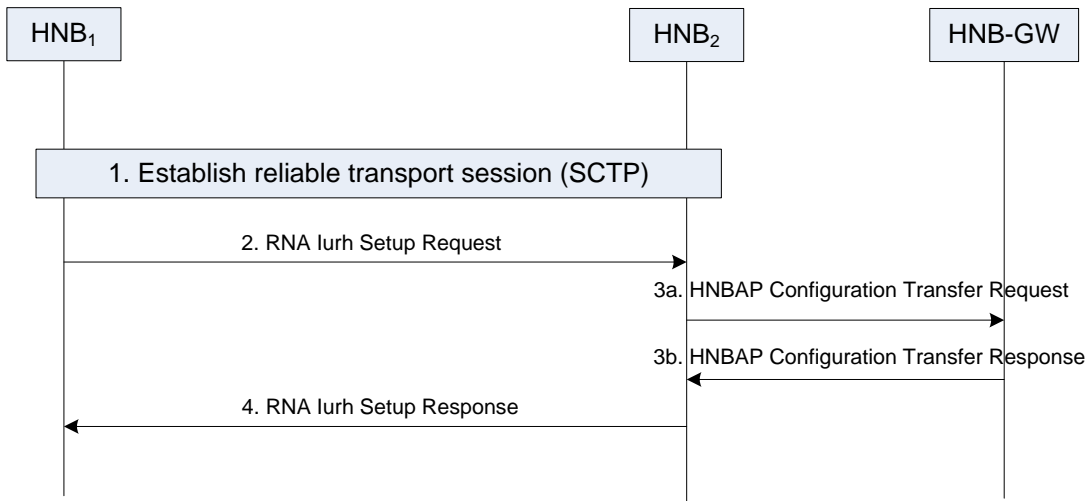 HNB₁
HNB₂
HNB-GW
1. Establish reliable transport session (SCTP)
2. RNA Iurh Setup Request
3a. HNBAP Configuration Transfer Request
3b. HNBAP Configuration Transfer Response
4. RNA Iurh Setup Response